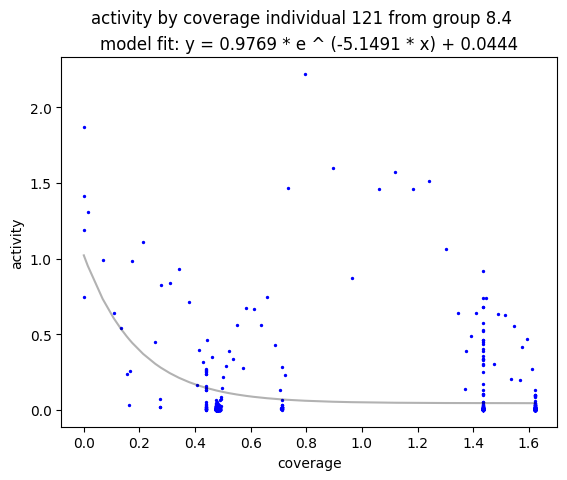 activity by coverage individual 121 from group 8.4
model fit: y = 0.9769 * e ^ (-5.1491 * x) + 0.0444
2.0
1.5
1.0
0.5
0.0
activity
0.0 0.2 0.4 0.6 0.8 1.0 1.2 1.4 1.6
coverage